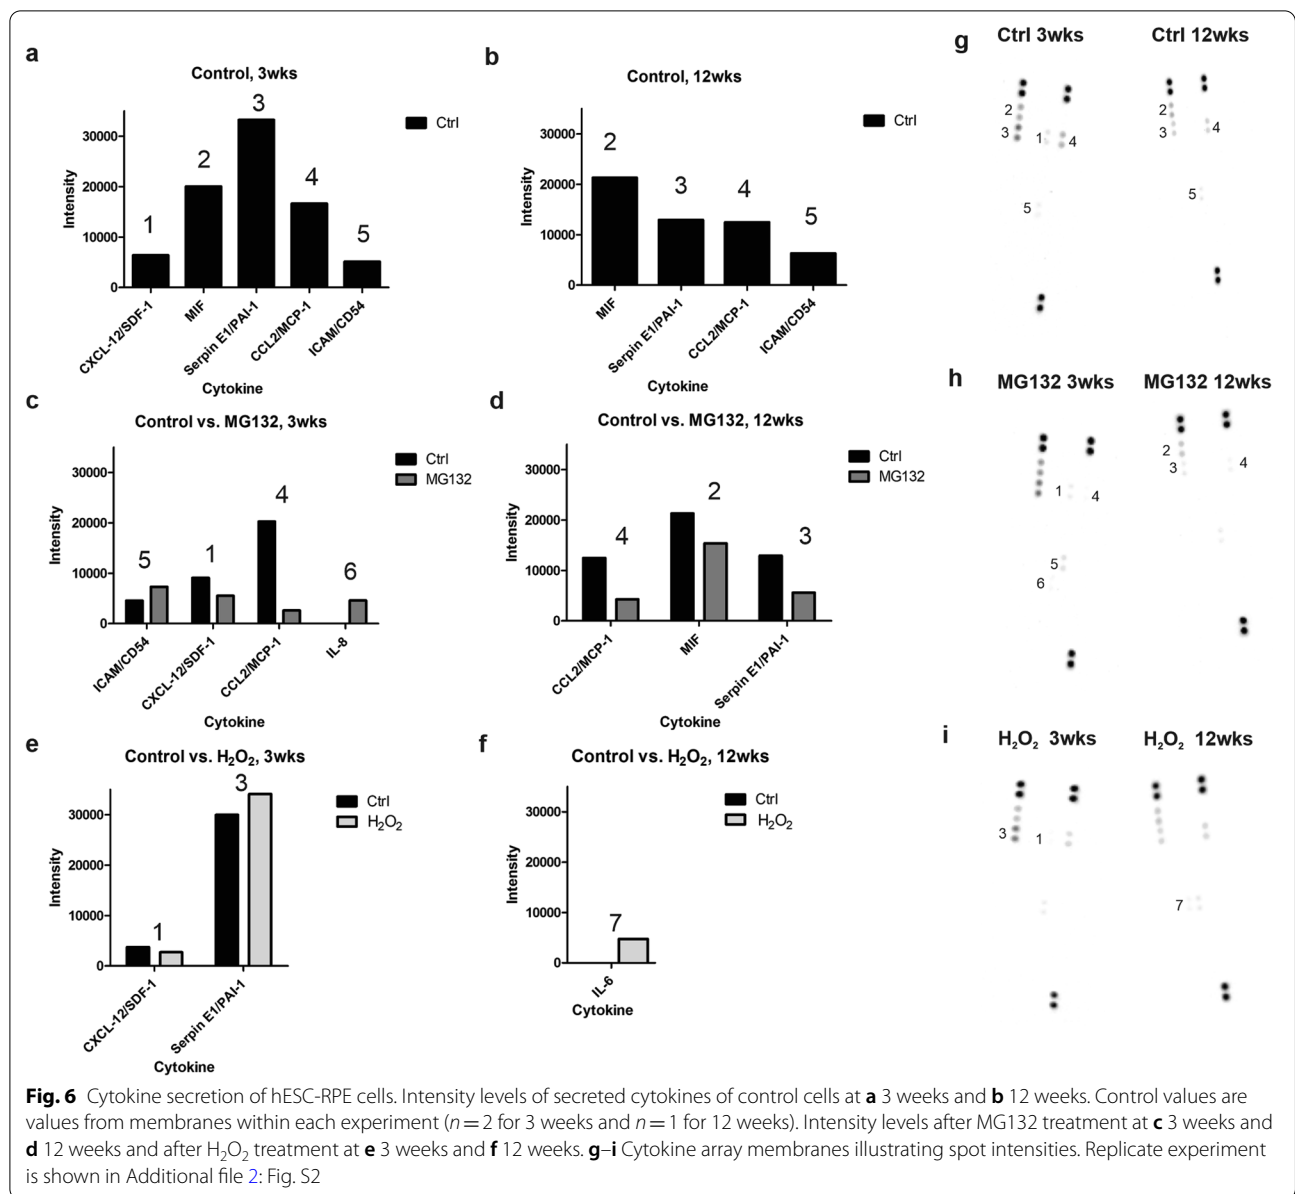 a
Control, 3wks
Intensity
30000
20000
10000
0
1
2
3
4
5
Ctrl
CXCL-12/SDF-1
MIF
Serpin E1/PAI-1
CCL2/MCP-1
ICAM/CD54
Cytokine
b
Control, 12wks
Intensity
30000
20000
10000
0
2
3
4
5
Ctrl
MIF
Serpin E1/PAI-1
CCL2/MCP-1
ICAM/CD54
Cytokine
g
Ctrl 3wks
Ctrl 12wks
2
3
1
4
5
2
3
4
5
c
Control vs. MG132, 3wks
Intensity
30000
20000
10000
0
5
1
4
6
Ctrl
MG132
ICAM/CD54
CXCL-12/SDF-1
CCL2/MCP-1
IL-8
Cytokine
d
Control vs. MG132, 12wks
Intensity
30000
20000
10000
0
4
2
3
Ctrl
MG132
CCL2/MCP-1
MIF
Serpin E1/PAI-1
Cytokine
h
MG132 3wks
MG132 12wks
1
4
5
6
2
3
4
e
Control vs. H₂O₂, 3wks
Intensity
30000
20000
10000
0
1
3
Ctrl
H₂O₂
CXCL-12/SDF-1
Serpin E1/PAI-1
Cytokine
f
Control vs. H₂O₂, 12wks
Intensity
30000
20000
10000
0
7
Ctrl
H₂O₂
IL-6
Cytokine
i
H₂O₂ 3wks
H₂O₂ 12wks
3
1
7
Fig. 6 Cytokine secretion of hESC-RPE cells. Intensity levels of secreted cytokines of control cells at a 3 weeks and b 12 weeks. Control values are
values from membranes within each experiment (n = 2 for 3 weeks and n = 1 for 12 weeks). Intensity levels after MG132 treatment at c 3 weeks and
d 12 weeks and after H₂O₂ treatment at e 3 weeks and f 12 weeks. g–i Cytokine array membranes illustrating spot intensities. Replicate experiment
is shown in Additional file 2: Fig. S2